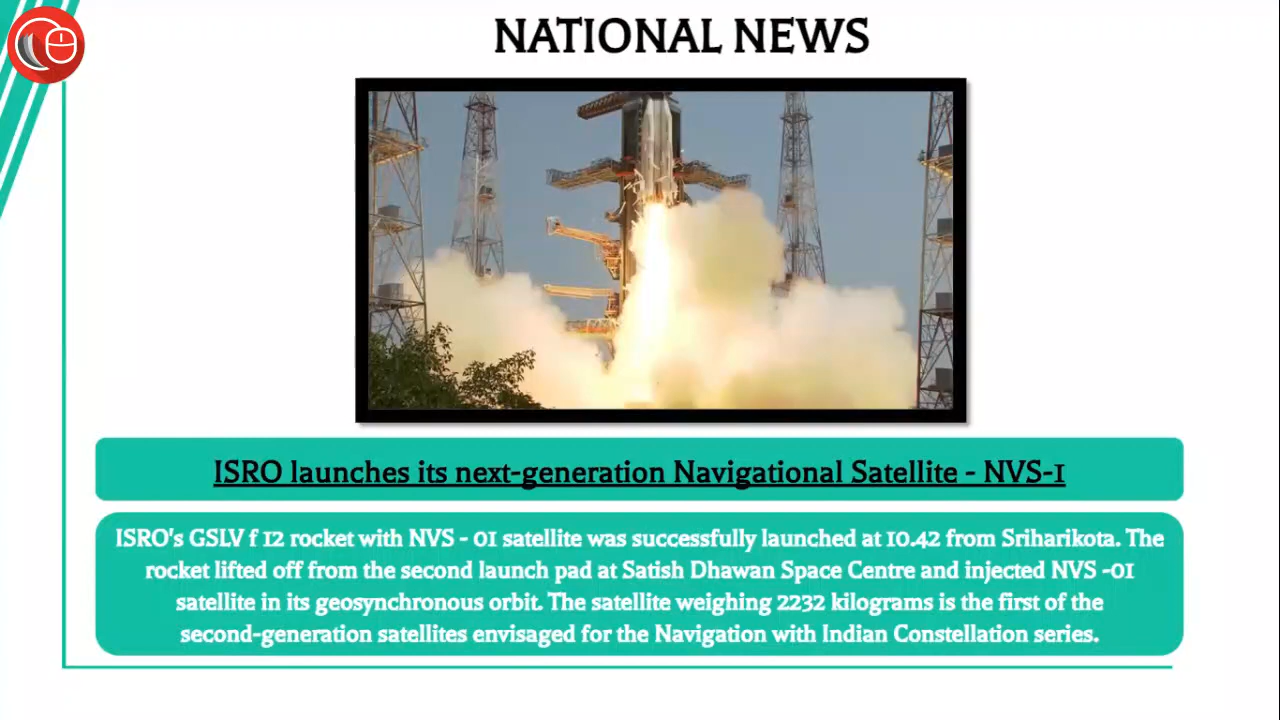 NATIONAL NEWS
ISRO launches its next-generation Navigational Satellite - NVS-1
ISRO's GSLV f 12 rocket with NVS - 01 satellite was successfully launched at 10.42 from Sriharikota. The
rocket lifted off from the second launch pad at Satish Dhawan Space Centre and injected NVS -01
satellite in its geosynchronous orbit. The satellite weighing 2232 kilograms is the first of the
second-generation satellites envisaged for the Navigation with Indian Constellation series.